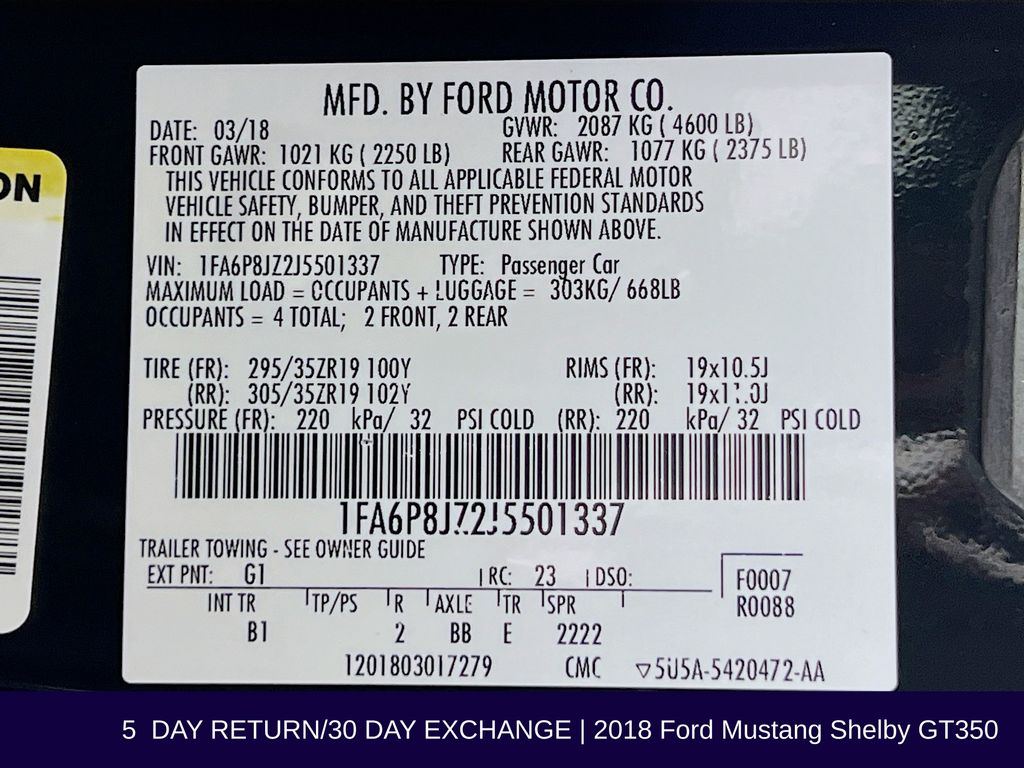 ON
MFD. BY FORD MOTOR CO.
DATE: 03/18 GVWR: 2087 KG ( 4600 LB)
FRONT GAWR: 1021 KG ( 2250 LB) REAR GAWR: 1077 KG ( 2375 LB)
THIS VEHICLE CONFORMS TO ALL APPLICABLE FEDERAL MOTOR
VEHICLE SAFETY, BUMPER, AND THEFT PREVENTION STANDARDS
IN EFFECT ON THE DATE OF MANUFACTURE SHOWN ABOVE.
VIN: 1FA6P8JZ2J5501337 TYPE: Passenger Car
MAXIMUM LOAD = OCCUPANTS + LUGGAGE = 303KG/ 668LB
OCCUPANTS = 4 TOTAL; 2 FRONT, 2 REAR
TIRE (FR): 295/35ZR19 100Y RIMS (FR): 19x10.5J
(RR): 305/35ZR19 102Y (RR): 19x11.0J
PRESSURE (FR): 220 kPa/ 32 PSI COLD (RR): 220 kPa/ 32 PSI COLD
1FA6P8JZ2J5501337
TRAILER TOWING - SEE OWNER GUIDE
EXT PNT: G1 RC: 23 DSO: F0007
INT TR TP/PS R AXLE TR SPR R0088
B1 2 BB E 2222
1201803017279 CMC ▽5U5A-5420472-AA
5 DAY RETURN/30 DAY EXCHANGE | 2018 Ford Mustang Shelby GT350